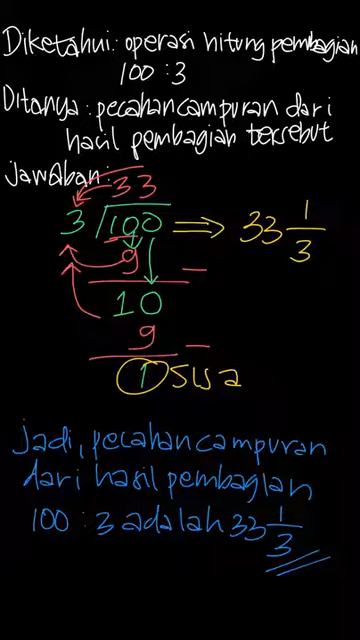 Diketahui: operasi hitung pembagian
100 : 3
Ditanya: pecahan campuran dari
hasil pembagian tersebut
Jawaban:
33
3 100 ⇒ 33 1/3
9 _
10
9 _
1 sisa
Jadi, pecahan campuran
dari hasil pembagian
100 : 3 adalah 33 1/3